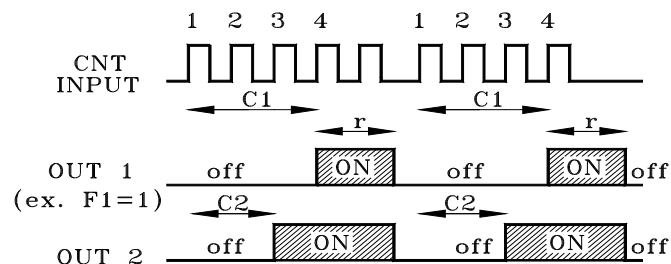 1 2 3 4 1 2 3 4
CNT
INPUT
C1 C1
r r
OUT 1 off ON off ON off
(ex. F1=1)
C2 C2
OUT 2 off ON off ON off